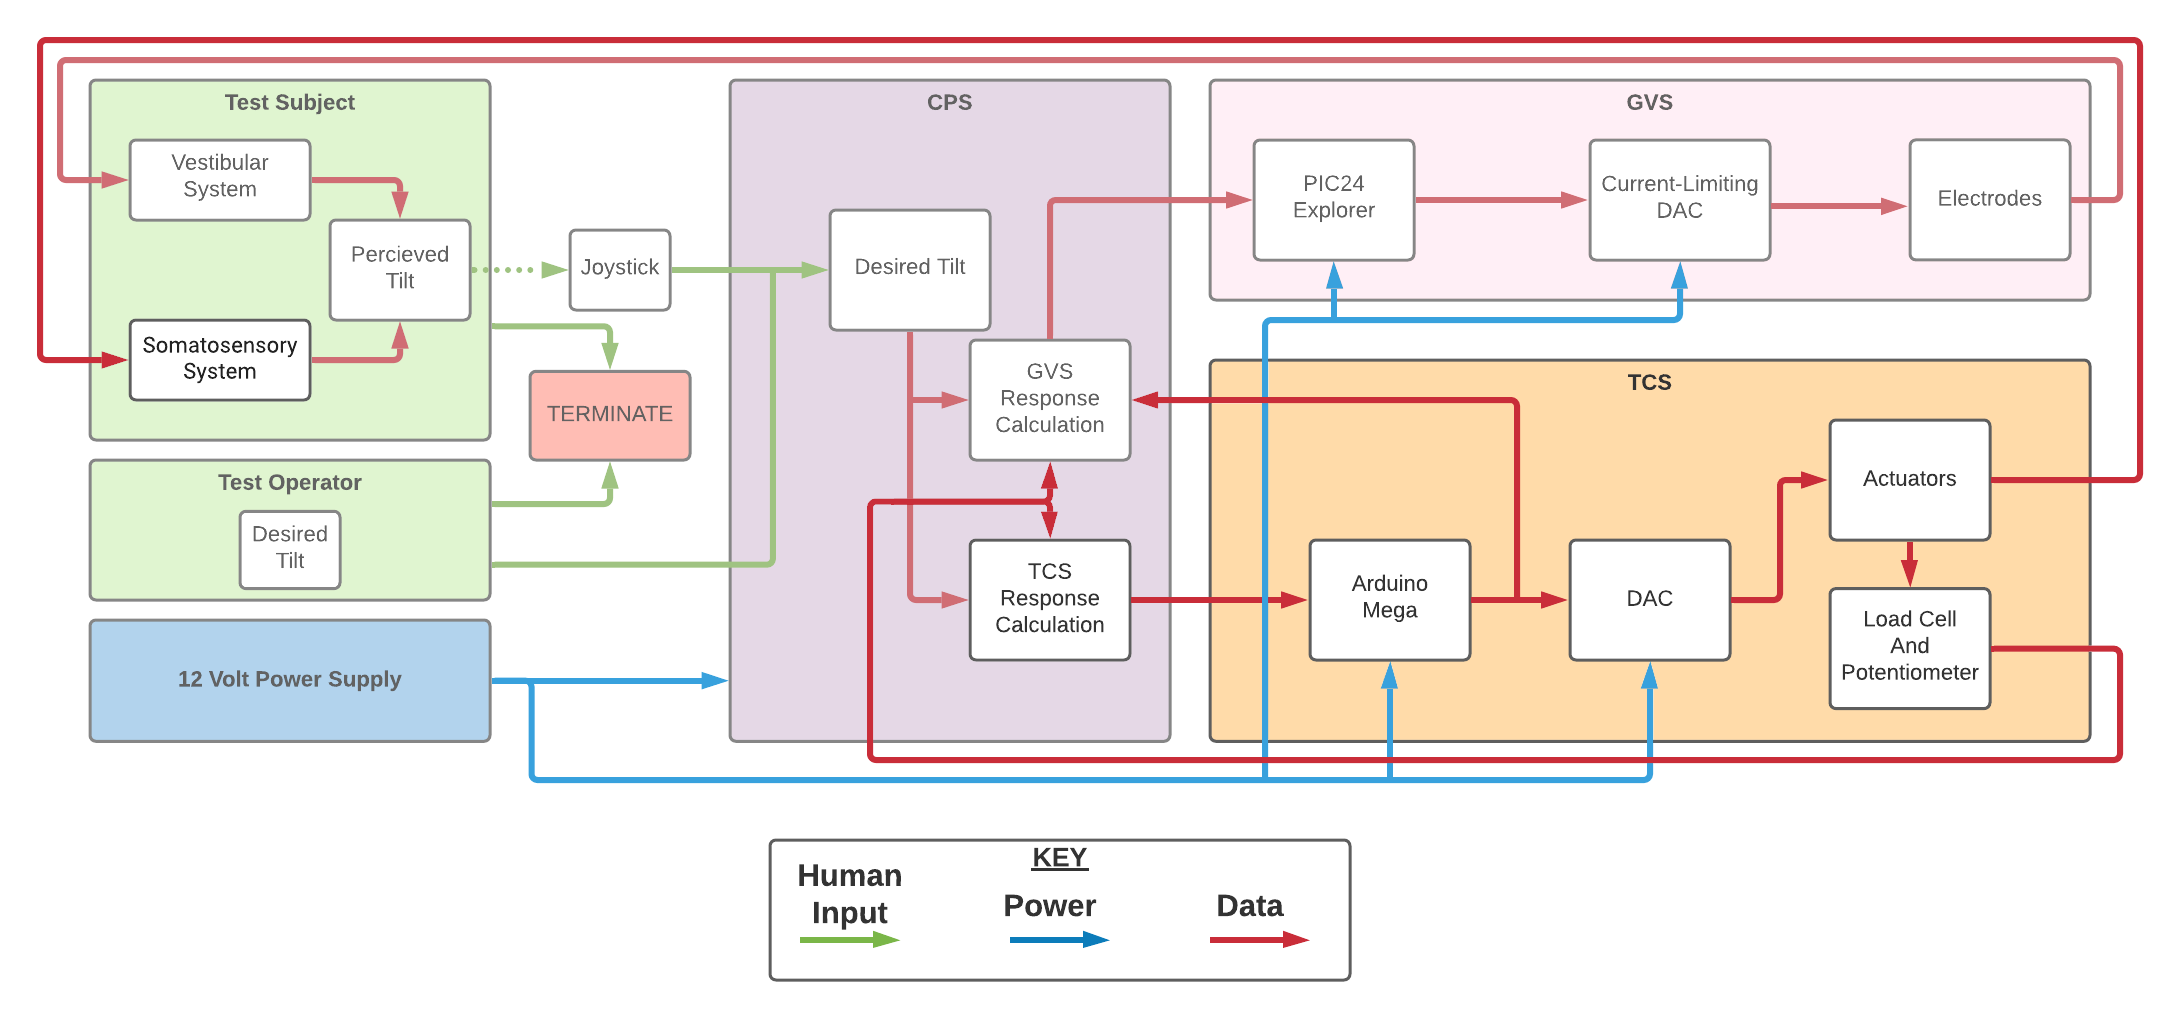 Test Subject
Vestibular
System
Percieved
Tilt
Somatosensory
System
Joystick
TERMINATE
Test Operator
Desired
Tilt
12 Volt Power Supply
CPS
Desired Tilt
GVS
Response
Calculation
TCS
Response
Calculation
GVS
PIC24
Explorer
Current-Limiting
DAC
Electrodes
TCS
Arduino
Mega
DAC
Actuators
Load Cell
And
Potentiometer
KEY
Human
Input
Power
Data